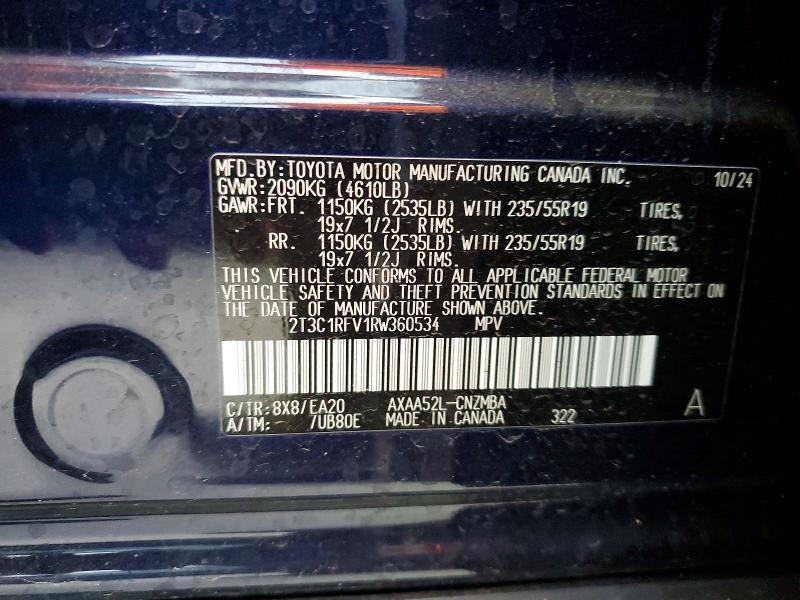 MFD.BY:TOYOTA MOTOR MANUFACTURING CANADA INC. 10/24
GVWR:2090KG (4610LB)
GAWR:FRT. 1150KG (2535LB) WITH 235/55R19 TIRES,
19x7 1/2J RIMS.
RR. 1150KG (2535LB) WITH 235/55R19 TIRES,
19x7 1/2J RIMS.
THIS VEHICLE CONFORMS TO ALL APPLICABLE FEDERAL MOTOR
VEHICLE SAFETY AND THEFT PREVENTION STANDARDS IN EFFECT ON
THE DATE OF MANUFACTURE SHOWN ABOVE.
2T3C1RFV1RW360534 MPV
C/TR:8X8/EA20 AXAA52L-CNZMBA A
A/TM: -/UB80E MADE IN CANADA 322